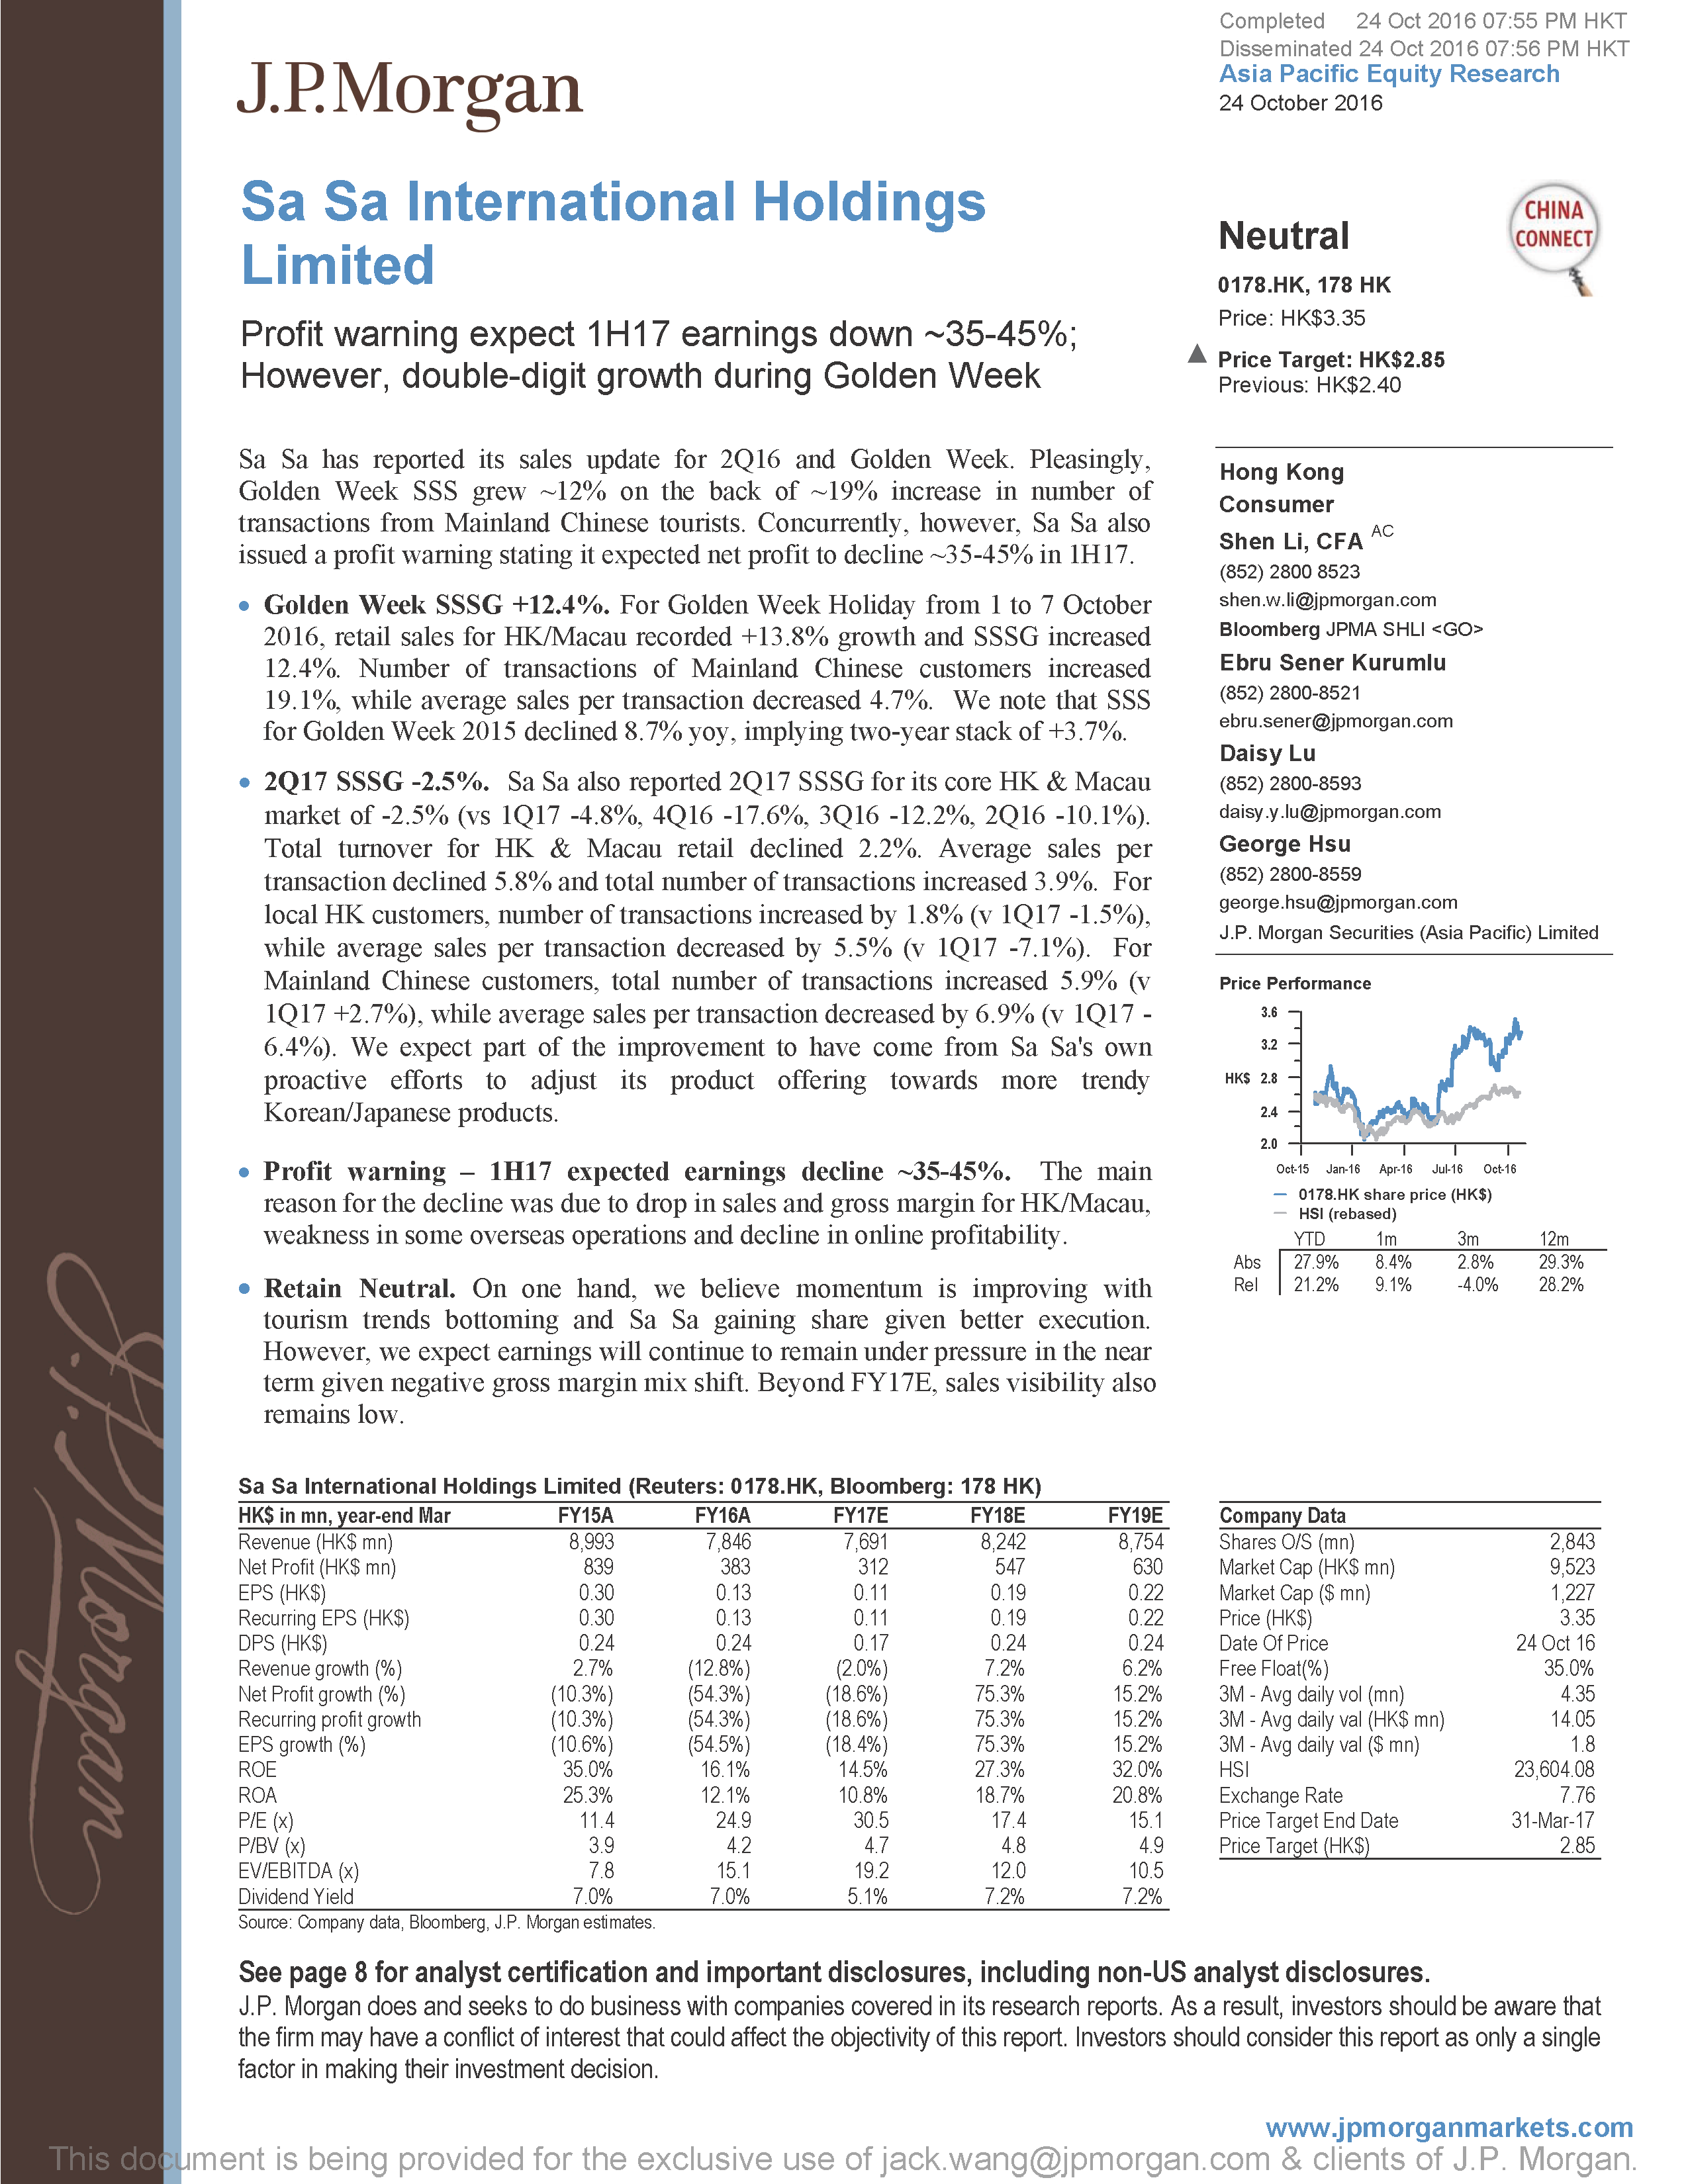 Completed 24 Oct 2016 07:55 PM HKT
Disseminated 24 Oct 2016 07:56 PM HKT
Asia Pacific Equity Research
24 October 2016
J.P.Morgan
Sa Sa International Holdings
Limited
Profit warning expect 1H17 earnings down ~35-45%;
However, double-digit growth during Golden Week
Neutral
CHINA
CONNECT
0178.HK, 178 HK
Price: HK$3.35
▲ Price Target: HK$2.85
Previous: HK$2.40
Sa Sa has reported its sales update for 2Q16 and Golden Week. Pleasingly,
Golden Week SSS grew ~12% on the back of ~19% increase in number of
transactions from Mainland Chinese tourists. Concurrently, however, Sa Sa also
issued a profit warning stating it expected net profit to decline ~35-45% in 1H17.
• Golden Week SSSG +12.4%. For Golden Week Holiday from 1 to 7 October
2016, retail sales for HK/Macau recorded +13.8% growth and SSSG increased
12.4%. Number of transactions of Mainland Chinese customers increased
19.1%, while average sales per transaction decreased 4.7%. We note that SSS
for Golden Week 2015 declined 8.7% yoy, implying two-year stack of +3.7%.
• 2Q17 SSSG -2.5%. Sa Sa also reported 2Q17 SSSG for its core HK & Macau
market of -2.5% (vs 1Q17 -4.8%, 4Q16 -17.6%, 3Q16 -12.2%, 2Q16 -10.1%).
Total turnover for HK & Macau retail declined 2.2%. Average sales per
transaction declined 5.8% and total number of transactions increased 3.9%. For
local HK customers, number of transactions increased by 1.8% (v 1Q17 -1.5%),
while average sales per transaction decreased by 5.5% (v 1Q17 -7.1%). For
Mainland Chinese customers, total number of transactions increased 5.9% (v
1Q17 +2.7%), while average sales per transaction decreased by 6.9% (v 1Q17 -
6.4%). We expect part of the improvement to have come from Sa Sa's own
proactive efforts to adjust its product offering towards more trendy
Korean/Japanese products.
• Profit warning – 1H17 expected earnings decline ~35-45%. The main
reason for the decline was due to drop in sales and gross margin for HK/Macau,
weakness in some overseas operations and decline in online profitability.
• Retain Neutral. On one hand, we believe momentum is improving with
tourism trends bottoming and Sa Sa gaining share given better execution.
However, we expect earnings will continue to remain under pressure in the near
term given negative gross margin mix shift. Beyond FY17E, sales visibility also
remains low.
Hong Kong
Consumer
Shen Li, CFA AC
(852) 2800 8523
shen.w.li@jpmorgan.com
Bloomberg JPMA SHLI <GO>
Ebru Sener Kurumlu
(852) 2800-8521
ebru.sener@jpmorgan.com
Daisy Lu
(852) 2800-8593
daisy.y.lu@jpmorgan.com
George Hsu
(852) 2800-8559
george.hsu@jpmorgan.com
J.P. Morgan Securities (Asia Pacific) Limited
Price Performance
3.6
3.2
HK$ 2.8
2.4
2.0
Oct-15 Jan-16 Apr-16 Jul-16 Oct-16
0178.HK share price (HK$)
HSI (rebased)
YTD 1m 3m 12m
Abs 27.9% 8.4% 2.8% 29.3%
Rel 21.2% 9.1% -4.0% 28.2%
Sa Sa International Holdings Limited (Reuters: 0178.HK, Bloomberg: 178 HK)
HK$ in mn, year-end Mar FY15A FY16A FY17E FY18E FY19E
Revenue (HK$ mn) 8,993 7,846 7,691 8,242 8,754
Net Profit (HK$ mn) 839 383 312 547 630
EPS (HK$) 0.30 0.13 0.11 0.19 0.22
Recurring EPS (HK$) 0.30 0.13 0.11 0.19 0.22
DPS (HK$) 0.24 0.24 0.17 0.24 0.24
Revenue growth (%) 2.7% (12.8%) (2.0%) 7.2% 6.2%
Net Profit growth (%) (10.3%) (54.3%) (18.6%) 75.3% 15.2%
Recurring profit growth (10.3%) (54.3%) (18.6%) 75.3% 15.2%
EPS growth (%) (10.6%) (54.5%) (18.4%) 75.3% 15.2%
ROE 35.0% 16.1% 14.5% 27.3% 32.0%
ROA 25.3% 12.1% 10.8% 18.7% 20.8%
P/E (x) 11.4 24.9 30.5 17.4 15.1
P/BV (x) 3.9 4.2 4.7 4.8 4.9
EV/EBITDA (x) 7.8 15.1 19.2 12.0 10.5
Dividend Yield 7.0% 7.0% 5.1% 7.2% 7.2%
Source: Company data, Bloomberg, J.P. Morgan estimates.
Company Data
Shares O/S (mn) 2,843
Market Cap (HK$ mn) 9,523
Market Cap ($ mn) 1,227
Price (HK$) 3.35
Date Of Price 24 Oct 16
Free Float(%) 35.0%
3M - Avg daily vol (mn) 4.35
3M - Avg daily val (HK$ mn) 14.05
3M - Avg daily val ($ mn) 1.8
HSI 23,604.08
Exchange Rate 7.76
Price Target End Date 31-Mar-17
Price Target (HK$) 2.85
See page 8 for analyst certification and important disclosures, including non-US analyst disclosures.
J.P. Morgan does and seeks to do business with companies covered in its research reports. As a result, investors should be aware that
the firm may have a conflict of interest that could affect the objectivity of this report. Investors should consider this report as only a single
factor in making their investment decision.
www.jpmorganmarkets.com
This document is being provided for the exclusive use of jack.wang@jpmorgan.com & clients of J.P. Morgan.
J.P. Morgan